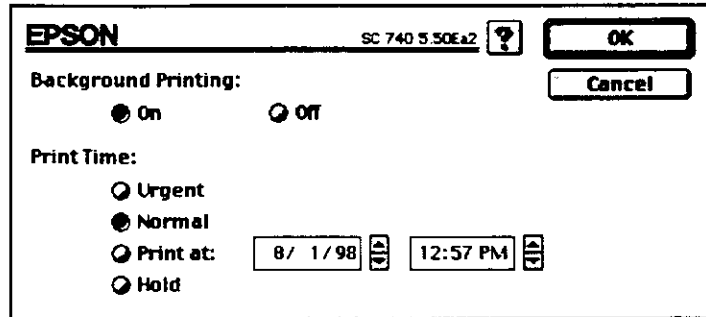 EPSON SC 740 5.50Ea2 ? OK
Background Printing: Cancel
On Off
Print Time:
Urgent
Normal
Print at: 8/ 1/98 12:57 PM
Hold